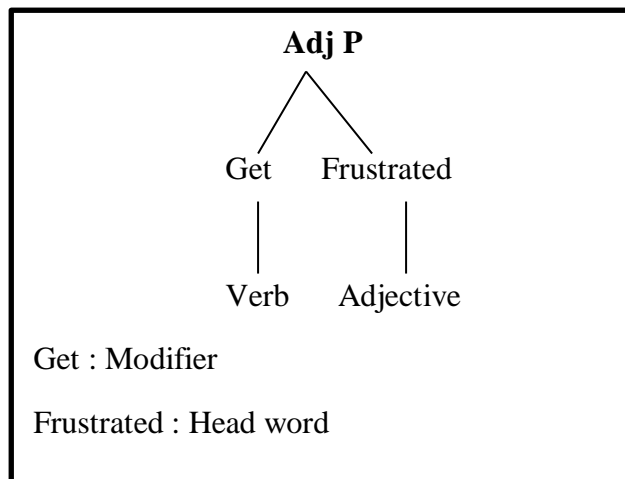 Adj P
Get Frustrated
Verb Adjective
Get : Modifier
Frustrated : Head word